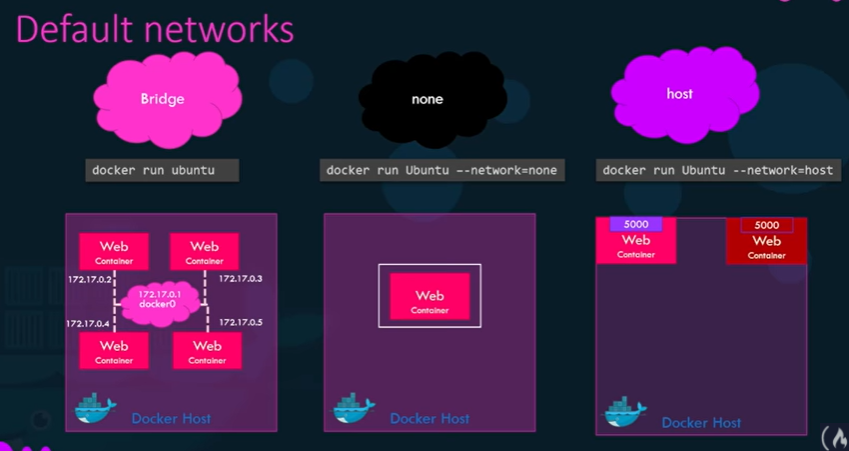 Default networks
Bridge
none
host
docker run ubuntu
docker run Ubuntu --network=none
docker run Ubuntu --network=host
Web
Container
Web
Container
172.17.0.2
172.17.0.3
172.17.0.1
docker0
172.17.0.4
172.17.0.5
Web
Container
Web
Container
Docker Host
Web
Container
Docker Host
5000
Web
Container
5000
Web
Container
Docker Host